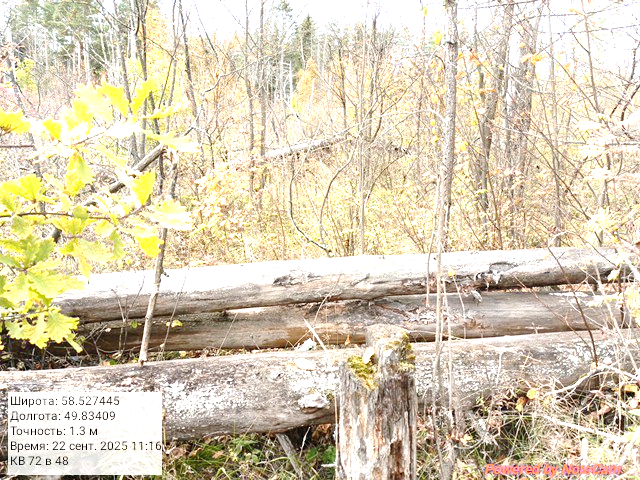 Широта: 58.527445
Долгота: 49.83409
Точность: 1.3 м
Время: 22 сент. 2025 11:16
КВ 72 в 48
Powered by NoteCam